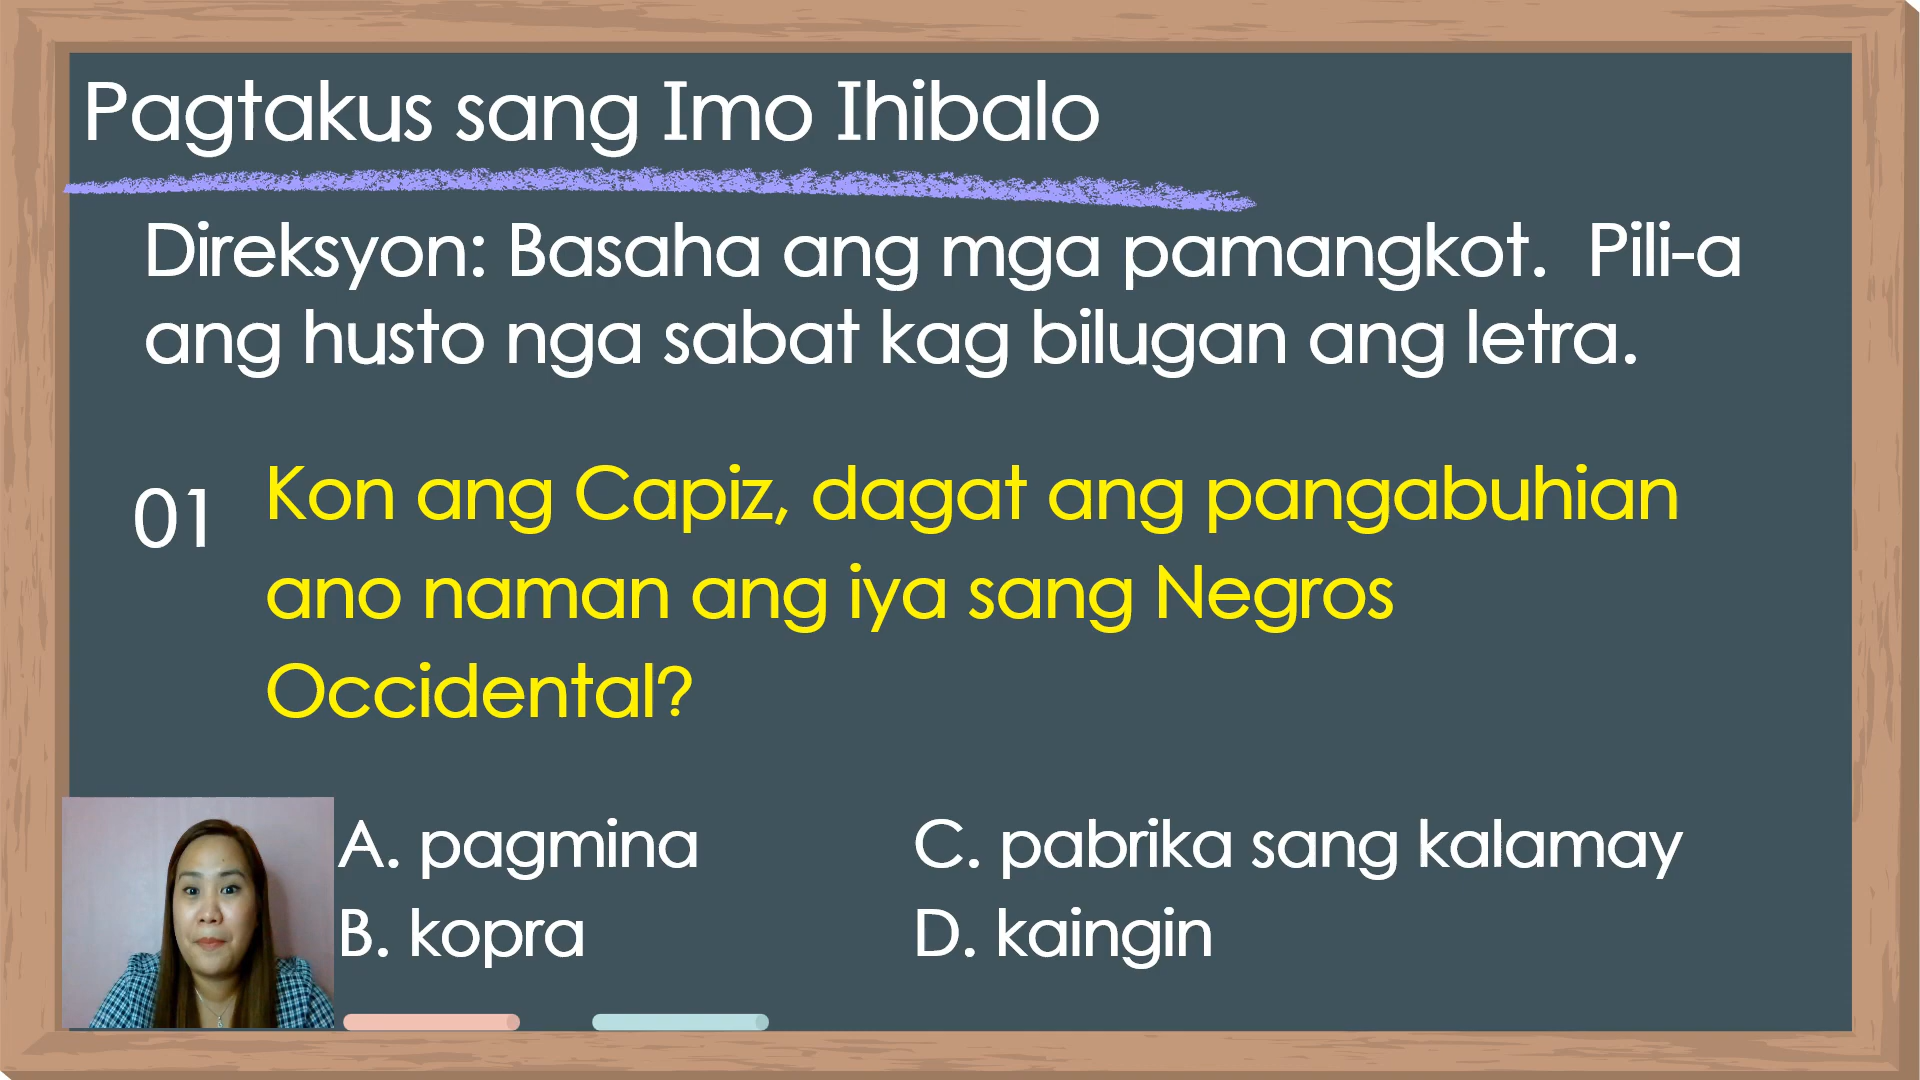 Pagtakus sang Imo Ihibalo
Direksyon: Basaha ang mga pamangkot. Pili-a
ang husto nga sabat kag bilugan ang letra.
01
Kon ang Capiz, dagat ang pangabuhian
ano naman ang iya sang Negros
Occidental?
A. pagmina
C. pabrika sang kalamay
B. kopra
D. kaingin